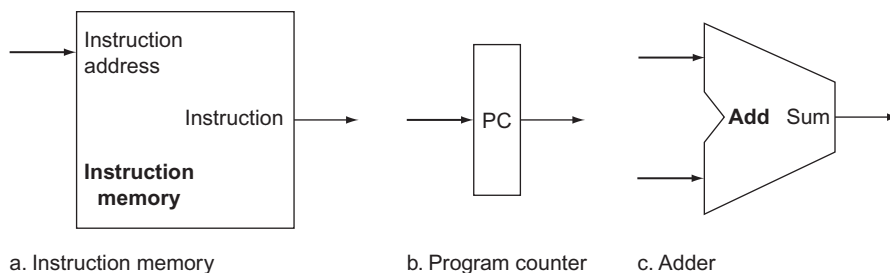 Instruction
address
Instruction
Instruction
memory
a. Instruction memory
PC
b. Program counter
Add Sum
c. Adder